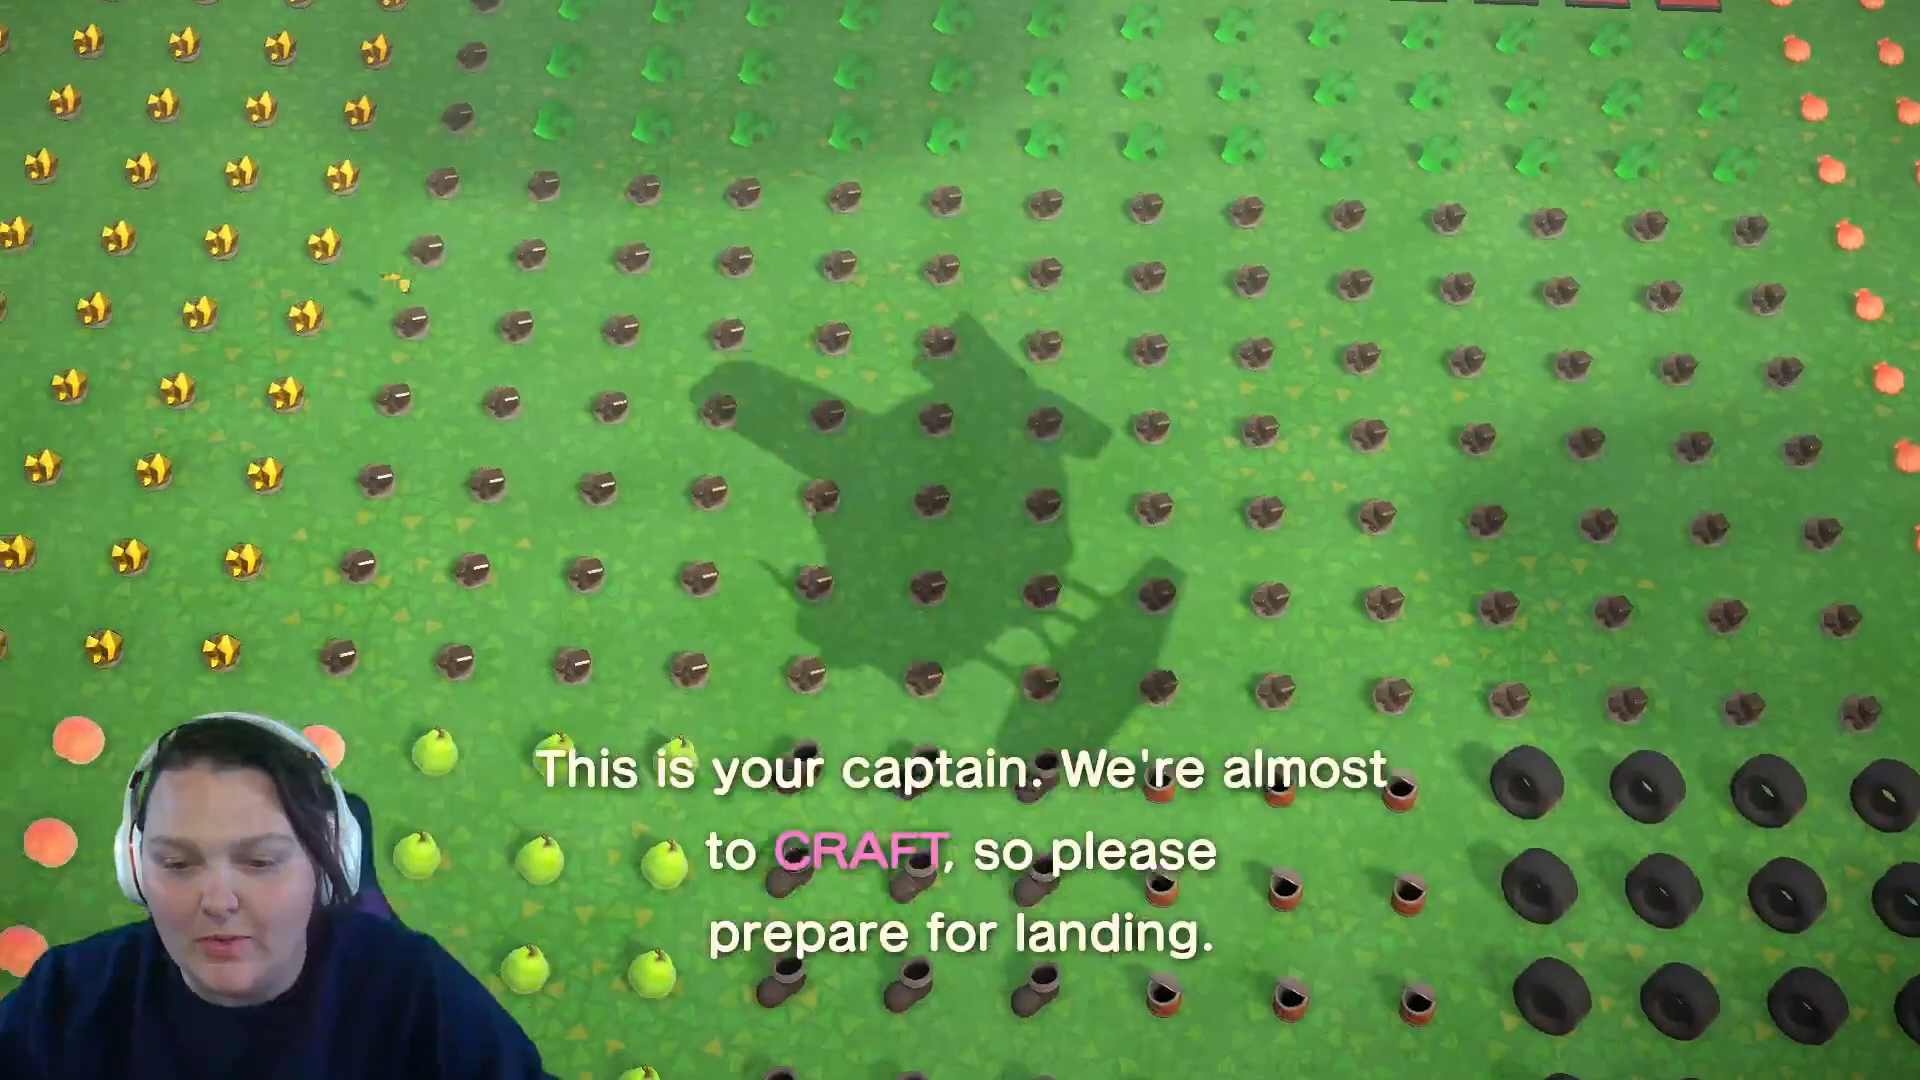 This is your captain. We're almost
to CRAFT, so please
prepare for landing.